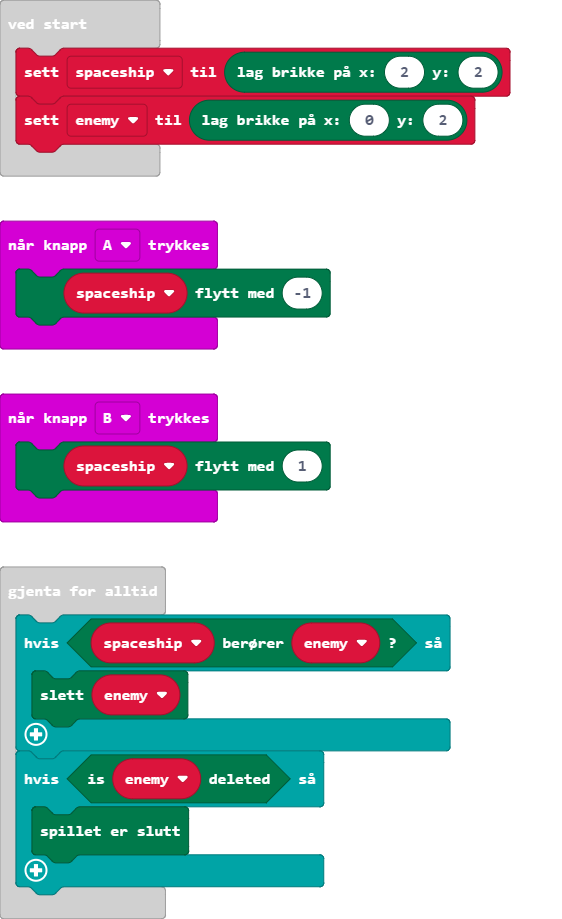 ved start
sett spaceship til lag brikke på x: 2 y: 2
sett enemy til lag brikke på x: 0 y: 2
når knapp A trykkes
spaceship flytt med -1
når knapp B trykkes
spaceship flytt med 1
gjenta for alltid
hvis spaceship berører enemy ? så
slett enemy
hvis is enemy deleted så
spillet er slutt